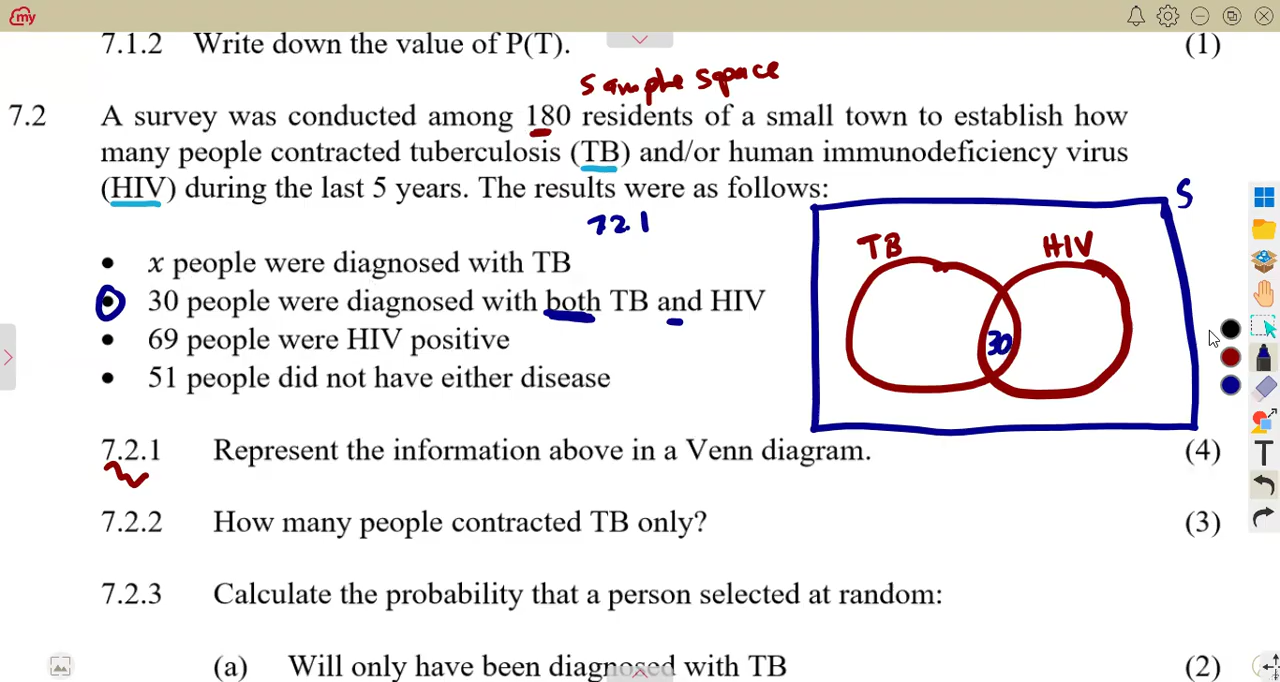 my
7.1.2 Write down the value of P(T). (1)
sample space
7.2 A survey was conducted among 180 residents of a small town to establish how
many people contracted tuberculosis (TB) and/or human immunodeficiency virus
(HIV) during the last 5 years. The results were as follows:
S
72.1
TB HIV
• x people were diagnosed with TB
• 30 people were diagnosed with both TB and HIV
30
• 69 people were HIV positive
• 51 people did not have either disease
7.2.1 Represent the information above in a Venn diagram. (4)
7.2.2 How many people contracted TB only? (3)
7.2.3 Calculate the probability that a person selected at random:
(a) Will only have been diagnosed with TB (2)
T